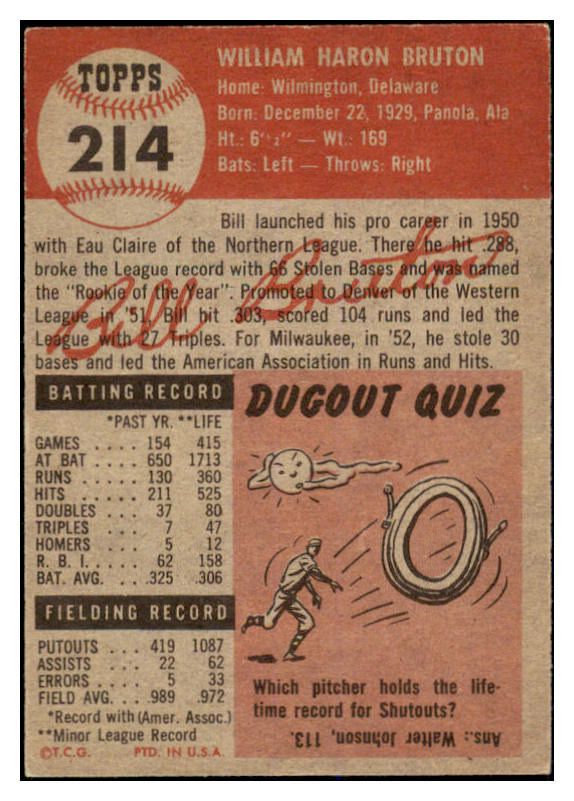 TOPPS
214
WILLIAM HARON BRUTON
Home: Wilmington, Delaware
Born: December 22, 1929, Panola, Ala
Ht.: 6' ½" — Wt.: 169
Bats: Left — Throws: Right
Bill launched his pro career in 1950
with Eau Claire of the Northern League. There he hit .288,
broke the League record with 66 Stolen Bases and was named
the "Rookie of the Year". Promoted to Denver of the Western
League in '51, Bill hit .303, scored 104 runs and led the
League with 27 Triples. For Milwaukee, in '52, he stole 30
bases and led the American Association in Runs and Hits.
Bill Bruton
BATTING RECORD
*PAST YR. **LIFE
GAMES .... 154 415
AT BAT .... 650 1713
RUNS ..... 130 360
HITS ..... 211 525
DOUBLES .. 37 80
TRIPLES ... 7 47
HOMERS ... 5 12
R. B. I. .... 62 158
BAT. AVG. .. .325 .306
FIELDING RECORD
PUTOUTS ... 419 1087
ASSISTS .... 22 62
ERRORS .... 5 33
FIELD AVG. .. .989 .972
*Record with (Amer. Assoc.)
**Minor League Record
©T.C.G. PTD. IN U.S.A.
DUGOUT QUIZ
Which pitcher holds the life-
time record for Shutouts?
Ans.: Walter Johnson, 113.